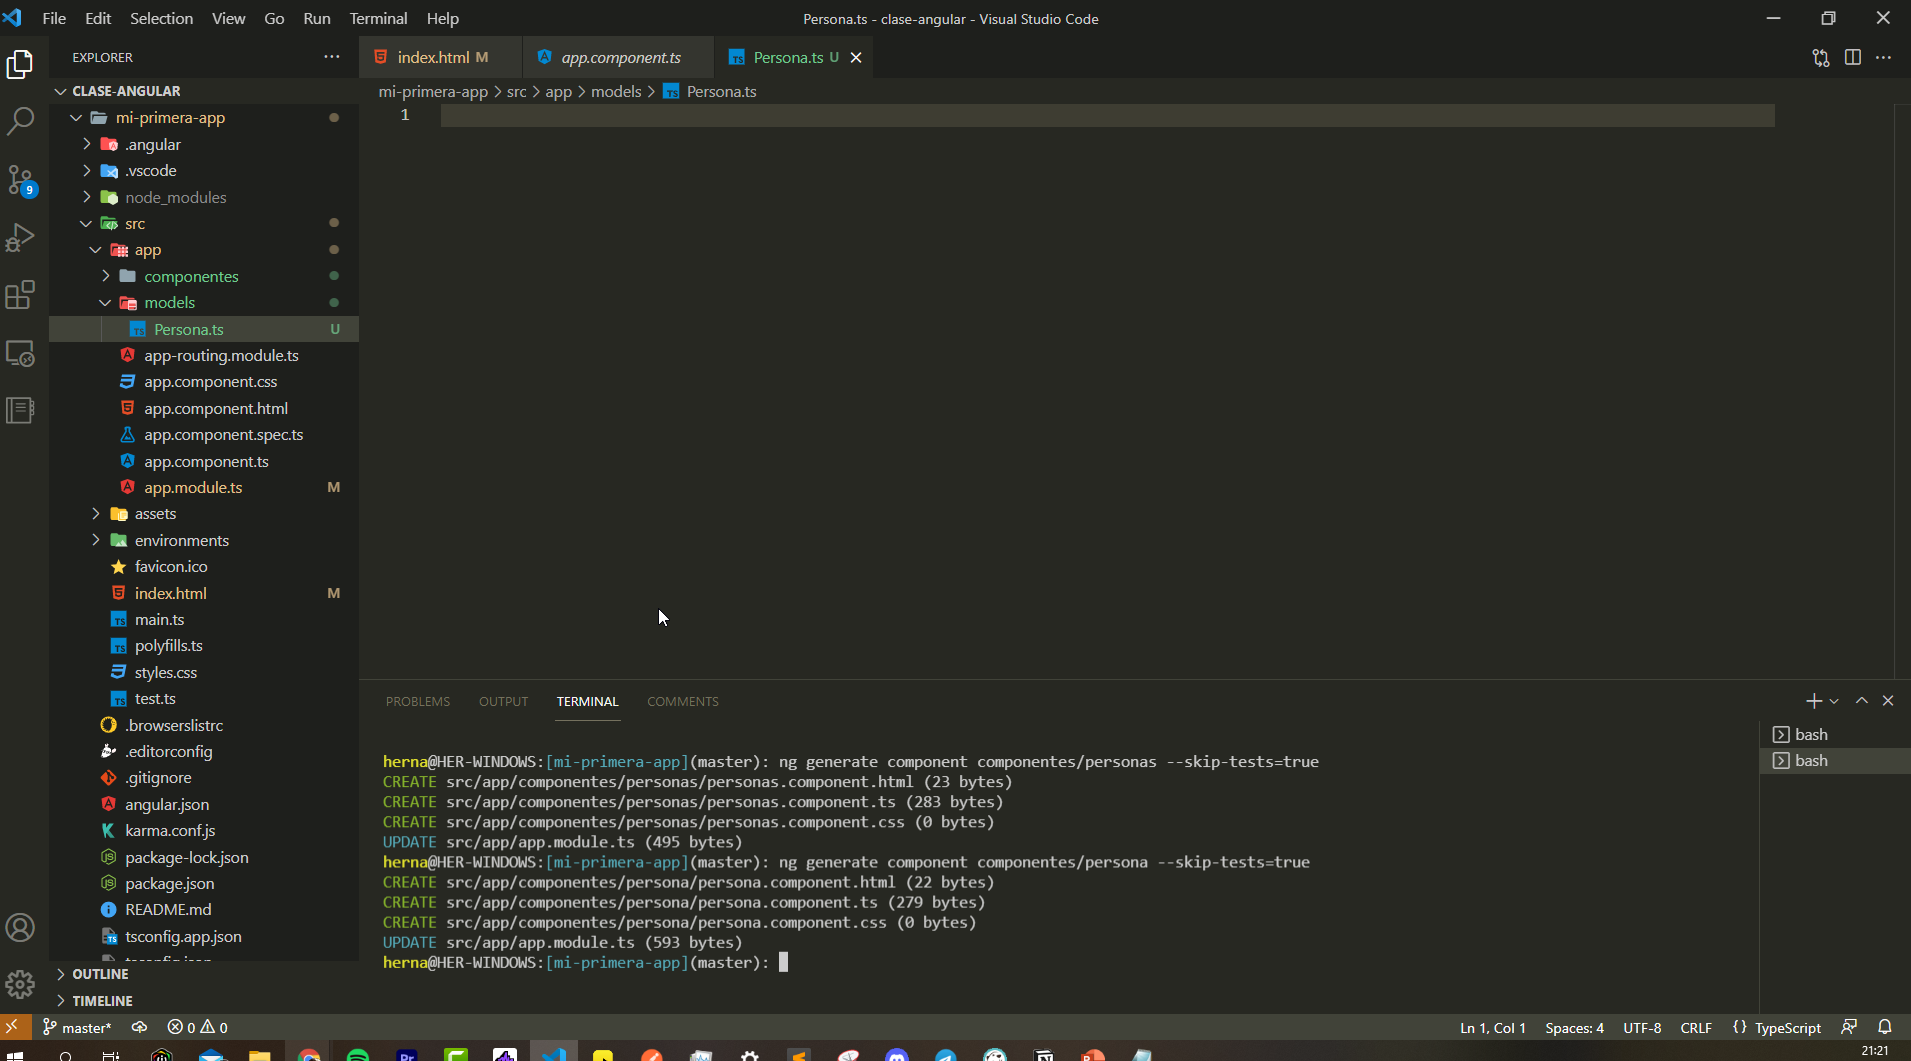 File Edit Selection View Go Run Terminal Help
Persona.ts - clase-angular - Visual Studio Code
EXPLORER
index.html M
app.component.ts
Persona.ts U
CLASE-ANGULAR
mi-primera-app > src > app > models > TS Persona.ts
1
mi-primera-app
.angular
.vscode
node_modules
src
app
componentes
models
TS Persona.ts U
app-routing.module.ts
app.component.css
app.component.html
app.component.spec.ts
app.component.ts
app.module.ts M
assets
environments
favicon.ico
index.html M
TS main.ts
TS polyfills.ts
styles.css
TS test.ts
.browserslistrc
.editorconfig
.gitignore
angular.json
karma.conf.js
package-lock.json
package.json
README.md
tsconfig.app.json
OUTLINE
TIMELINE
9
PROBLEMS OUTPUT TERMINAL COMMENTS
herna@HER-WINDOWS:[mi-primera-app](master): ng generate component componentes/personas --skip-tests=true
CREATE src/app/componentes/personas/personas.component.html (23 bytes)
CREATE src/app/componentes/personas/personas.component.ts (283 bytes)
CREATE src/app/componentes/personas/personas.component.css (0 bytes)
UPDATE src/app/app.module.ts (495 bytes)
herna@HER-WINDOWS:[mi-primera-app](master): ng generate component componentes/persona --skip-tests=true
CREATE src/app/componentes/persona/persona.component.html (22 bytes)
CREATE src/app/componentes/persona/persona.component.ts (279 bytes)
CREATE src/app/componentes/persona/persona.component.css (0 bytes)
UPDATE src/app/app.module.ts (593 bytes)
herna@HER-WINDOWS:[mi-primera-app](master):
bash
bash
master* 0 0
Ln 1, Col 1 Spaces: 4 UTF-8 CRLF {} TypeScript
Pr
21:21